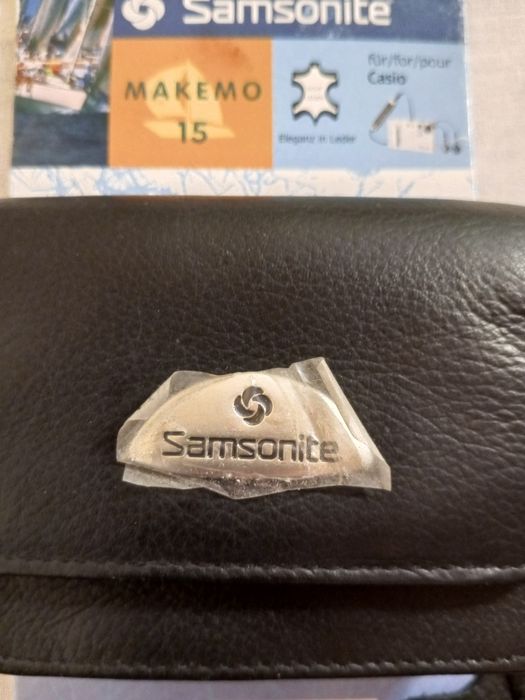 Samsonite
MAKEMO
15
Eleganz in Leder
für/for/pour
Casio
Samsonite